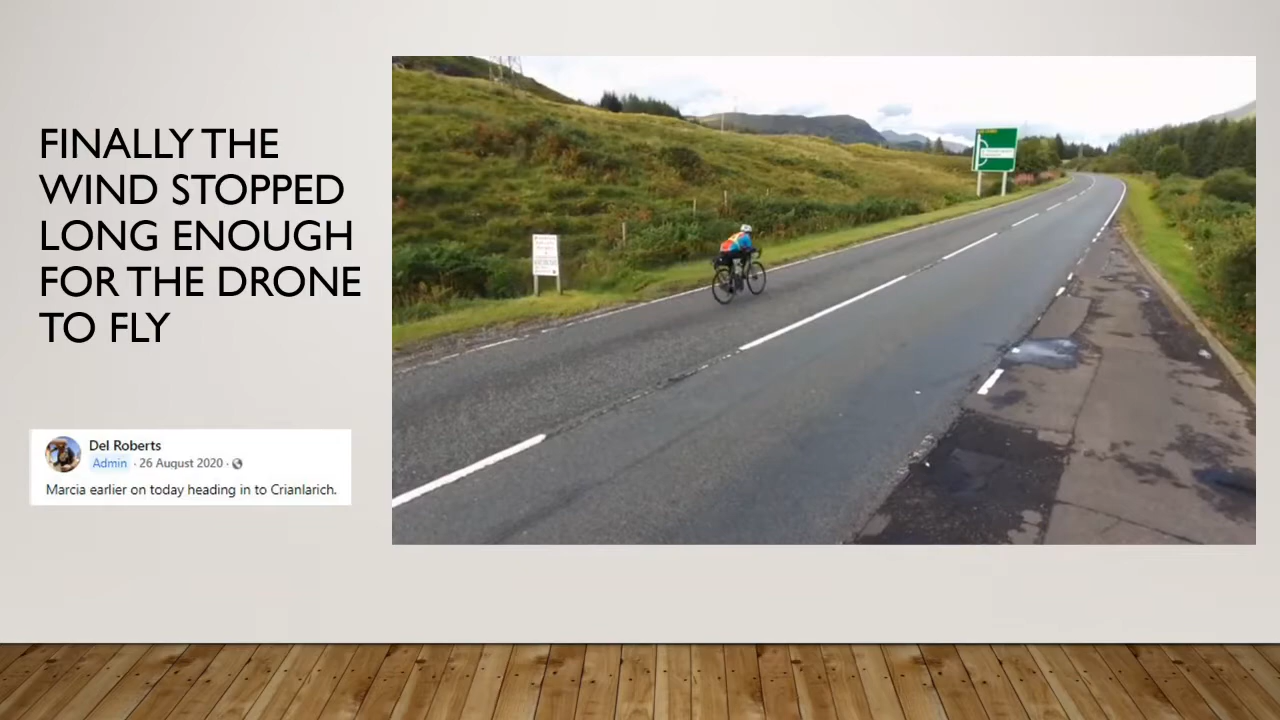 FINALLY THE
WIND STOPPED
LONG ENOUGH
FOR THE DRONE
TO FLY
Del Roberts
Admin · 26 August 2020 ·
Marcia earlier on today heading in to Crianlarich.